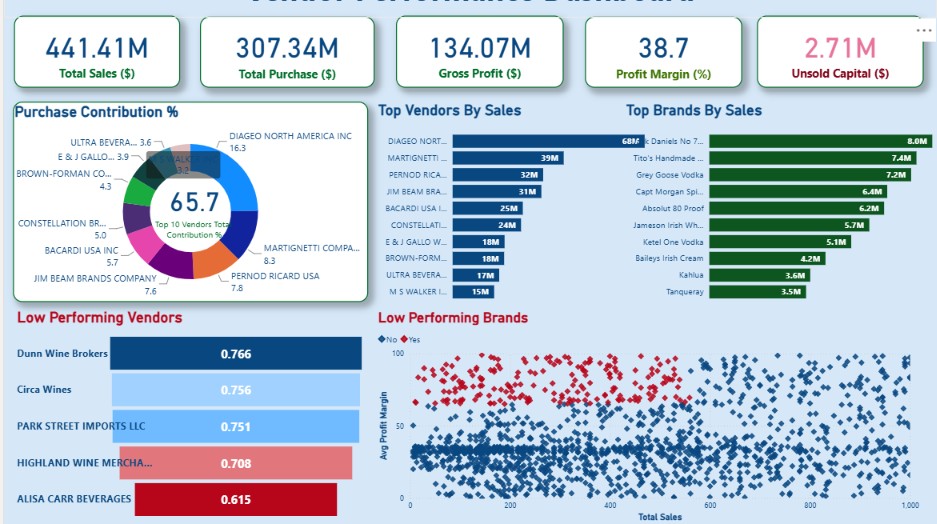 Vendor Performance Dashboard
441.41M
Total Sales ($)
307.34M
Total Purchase ($)
134.07M
Gross Profit ($)
38.7
Profit Margin (%)
2.71M
Unsold Capital ($)
Purchase Contribution %
ULTRA BEVERA... 3.6
DIAGEO NORTH AMERICA INC
16.3
E & J GALLO... 3.9
BROWN-FORMAN CO...
4.3
3.2
65.7
Top 10 Vendors Tota
Contribution %
CONSTELLATION BR...
5.0
BACARDI USA INC
5.7
MARTIGNETTI COMPA...
8.3
JIM BEAM BRANDS COMPANY
7.6
PERNOD RICARD USA
7.8
Top Vendors By Sales
DIAGEO NORT... 68M
MARTIGNETTI ... 39M
PERNOD RICA... 32M
JIM BEAM BRA... 31M
BACARDI USA I... 25M
CONSTELLATI... 24M
E & J GALLO W... 18M
BROWN-FORM... 18M
ULTRA BEVERA... 17M
M S WALKER I... 15M
Top Brands By Sales
k Daniels No 7... 8.0M
Tito's Handmade ... 7.4M
Grey Goose Vodka 7.2M
Capt Morgan Spi... 6.4M
Absolut 80 Proof 6.2M
Jameson Irish Wh... 5.7M
Ketel One Vodka 5.1M
Baileys Irish Cream 4.2M
Kahlua 3.6M
Tanqueray 3.5M
Low Performing Vendors
Dunn Wine Brokers 0.766
Circa Wines 0.756
PARK STREET IMPORTS LLC 0.751
HIGHLAND WINE MERCHA... 0.708
ALISA CARR BEVERAGES 0.615
Low Performing Brands
No Yes
Avg Profit Margin
100
50
0
0 200 400 600 800 1,000
Total Sales